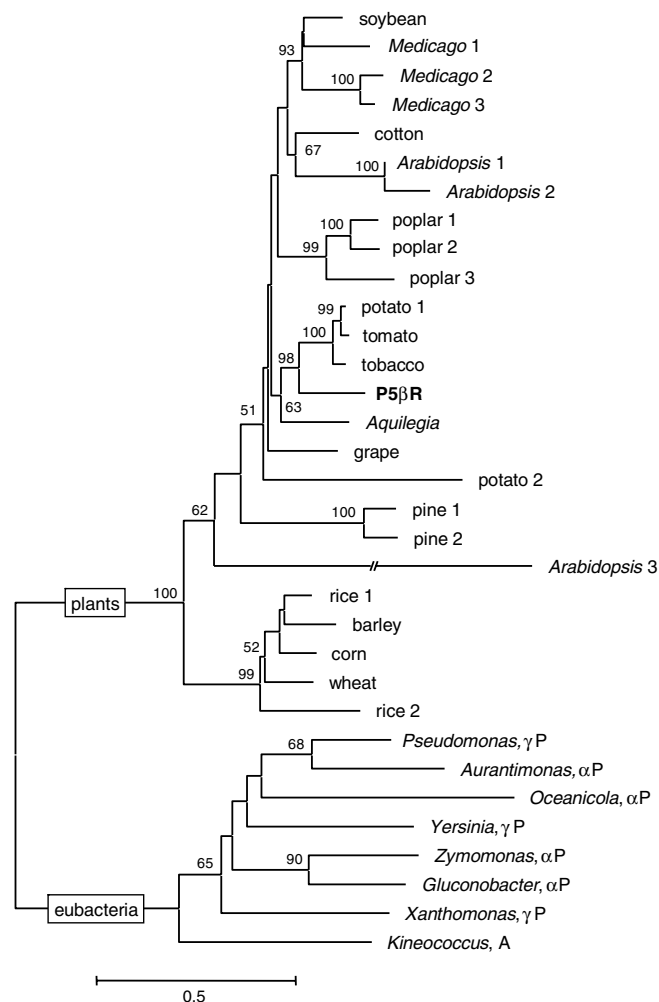 soybean
93
Medicago 1
100
Medicago 2
Medicago 3
cotton
67
100
Arabidopsis 1
Arabidopsis 2
100
poplar 1
99
poplar 2
poplar 3
99
potato 1
100
tomato
98
tobacco
P5βR
51
63
Aquilegia
grape
potato 2
62
100
pine 1
pine 2
Arabidopsis 3
100
plants
rice 1
barley
52
corn
99
wheat
rice 2
68
Pseudomonas, γ P
Aurantimonas, αP
Oceanicola, αP
Yersinia, γ P
65
90
Zymomonas, αP
Gluconobacter, αP
eubacteria
Xanthomonas, γ P
Kineococcus, A
0.5